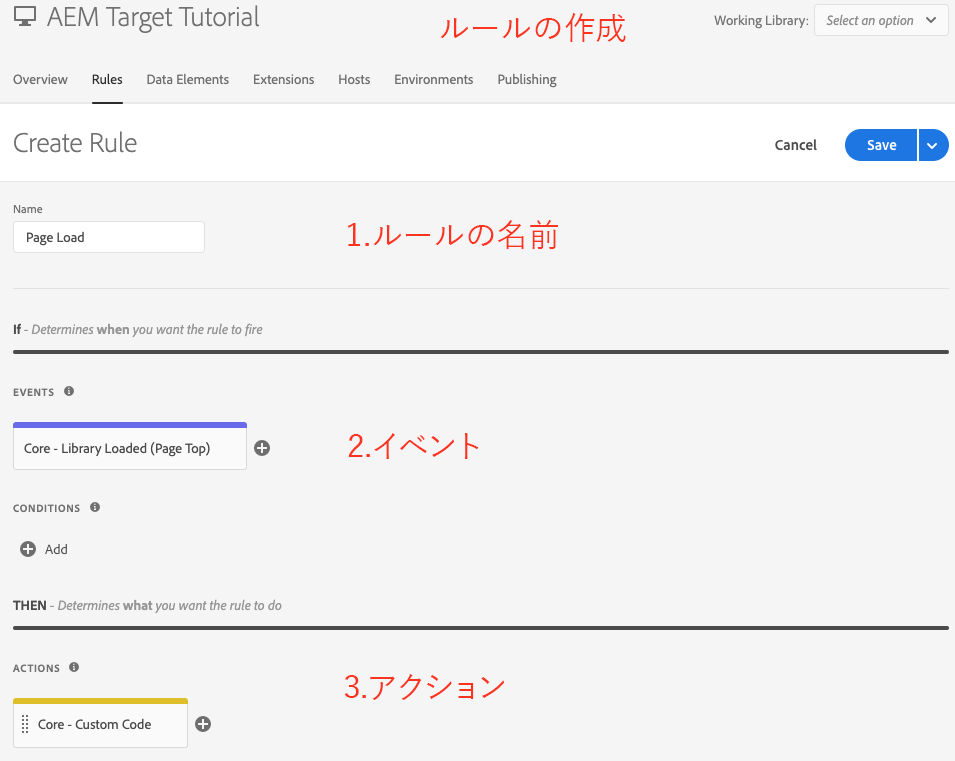 AEM Target Tutorial
ルールの作成
Working Library: Select an option
Overview Rules Data Elements Extensions Hosts Environments Publishing
Create Rule
Cancel Save
Name
Page Load
1.ルールの名前
If - Determines when you want the rule to fire
EVENTS
Core - Library Loaded (Page Top)
2.イベント
CONDITIONS
Add
THEN - Determines what you want the rule to do
ACTIONS
3.アクション
Core - Custom Code